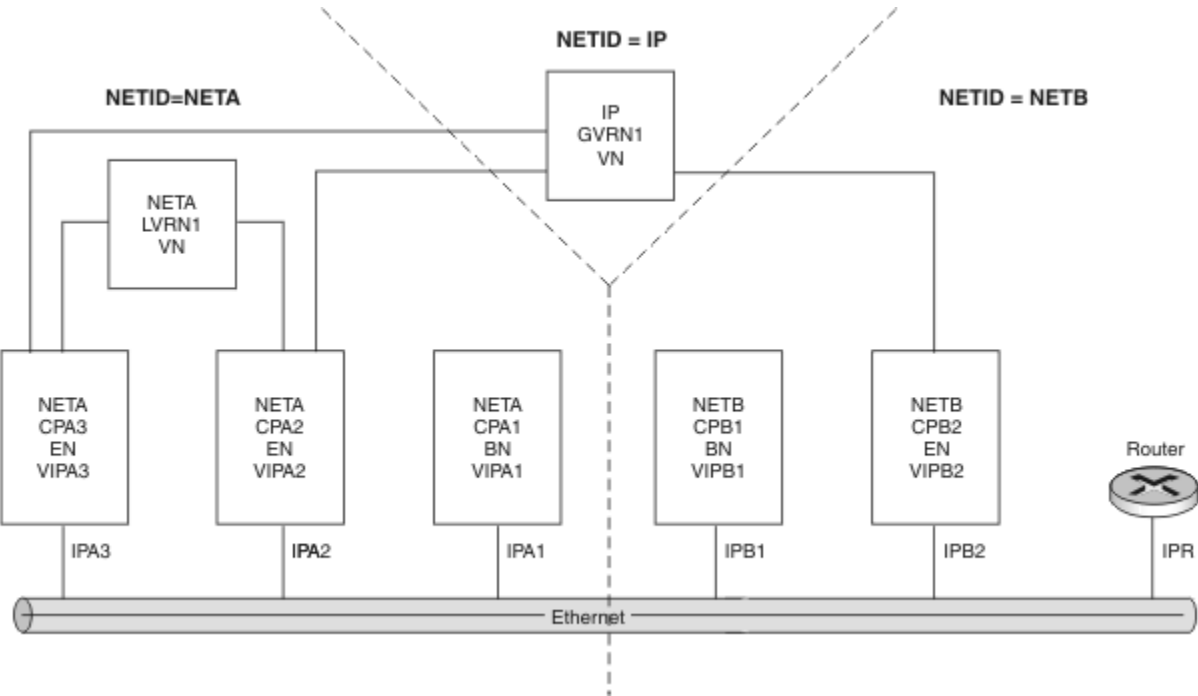 NETID = IP
NETID=NETA
NETID = NETB
IP
GVRN1
VN
NETA
LVRN1
VN
NETA
CPA3
EN
VIPA3
NETA
CPA2
EN
VIPA2
NETA
CPA1
BN
VIPA1
NETB
CPB1
BN
VIPB1
NETB
CPB2
EN
VIPB2
Router
IPA3
IPA2
IPA1
IPB1
IPB2
IPR
Ethernet